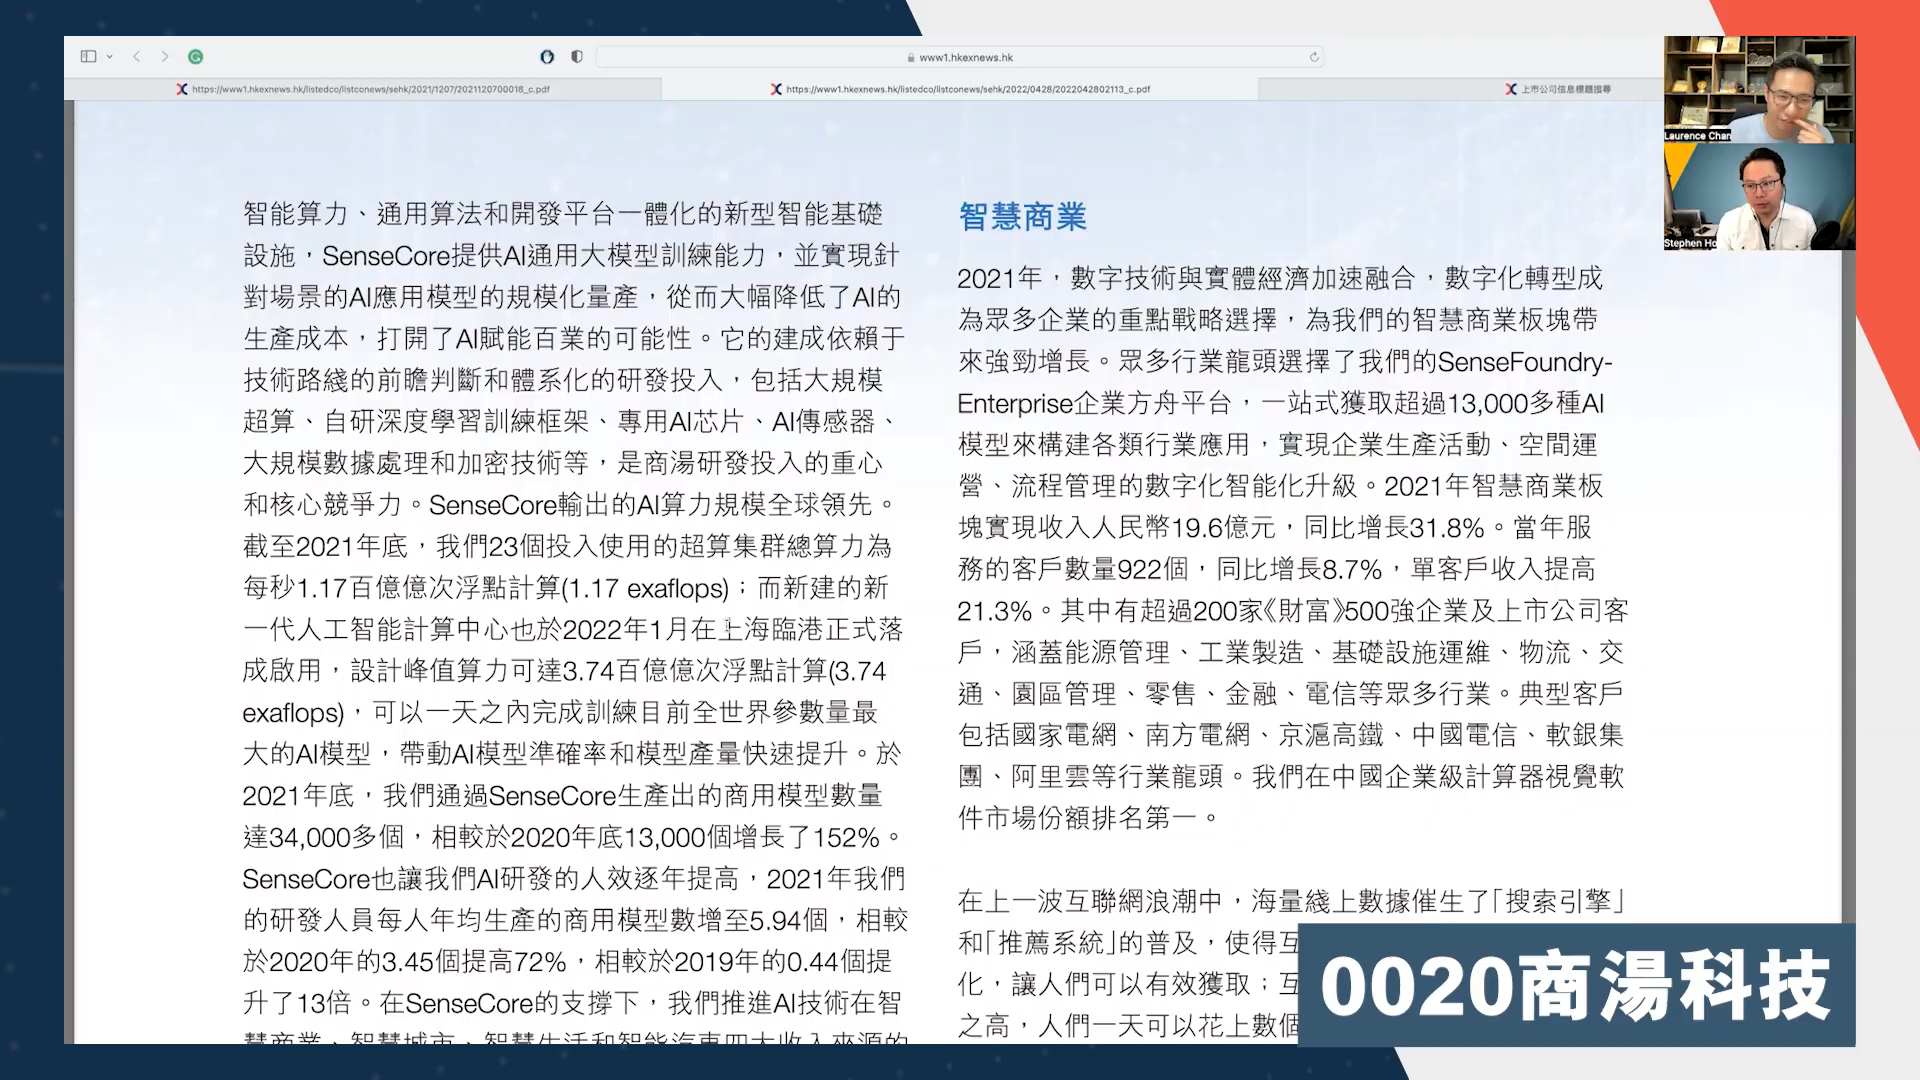 www1.hkexnews.hk
https://www1.hkexnews.hk/listedco/listconews/sehk/2021/1207/2021120700018_c.pdf
https://www1.hkexnews.hk/listedco/listconews/sehk/2022/0428/2022042802113_c.pdf
上市公司信息標題搜尋
Laurence Chan
Stephen Ho
智能算力、通用算法和開發平台一體化的新型智能基礎
設施，SenseCore提供AI通用大模型訓練能力，並實現針
對場景的AI應用模型的規模化量產，從而大幅降低了AI的
生產成本，打開了AI賦能百業的可能性。它的建成依賴于
技術路綫的前瞻判斷和體系化的研發投入，包括大規模
超算、自研深度學習訓練框架、專用AI芯片、AI傳感器、
大規模數據處理和加密技術等，是商湯研發投入的重心
和核心競爭力。SenseCore輸出的AI算力規模全球領先。
截至2021年底，我們23個投入使用的超算集群總算力為
每秒1.17百億億次浮點計算(1.17 exaflops)；而新建的新
一代人工智能計算中心也於2022年1月在上海臨港正式落
成啟用，設計峰值算力可達3.74百億億次浮點計算(3.74
exaflops)，可以一天之內完成訓練目前全世界參數量最
大的AI模型，帶動AI模型準確率和模型產量快速提升。於
2021年底，我們通過SenseCore生產出的商用模型數量
達34,000多個，相較於2020年底13,000個增長了152%。
SenseCore也讓我們AI研發的人效逐年提高，2021年我們
的研發人員每人年均生產的商用模型數增至5.94個，相較
於2020年的3.45個提高72%，相較於2019年的0.44個提
升了13倍。在SenseCore的支撐下，我們推進AI技術在智
慧商業、智慧城市、智慧生活和智能汽車四大收入來源的
智慧商業
2021年，數字技術與實體經濟加速融合，數字化轉型成
為眾多企業的重點戰略選擇，為我們的智慧商業板塊帶
來強勁增長。眾多行業龍頭選擇了我們的SenseFoundry-
Enterprise企業方舟平台，一站式獲取超過13,000多種AI
模型來構建各類行業應用，實現企業生產活動、空間運
營、流程管理的數字化智能化升級。2021年智慧商業板
塊實現收入人民幣19.6億元，同比增長31.8%。當年服
務的客戶數量922個，同比增長8.7%，單客戶收入提高
21.3%。其中有超過200家《財富》500強企業及上市公司客
戶，涵蓋能源管理、工業製造、基礎設施運維、物流、交
通、園區管理、零售、金融、電信等眾多行業。典型客戶
包括國家電網、南方電網、京滬高鐵、中國電信、軟銀集
團、阿里雲等行業龍頭。我們在中國企業級計算器視覺軟
件市場份額排名第一。
在上一波互聯網浪潮中，海量綫上數據催生了「搜索引擎」
和「推薦系統」的普及，使得互
化，讓人們可以有效獲取；互
之高，人們一天可以花上數個
0020商湯科技